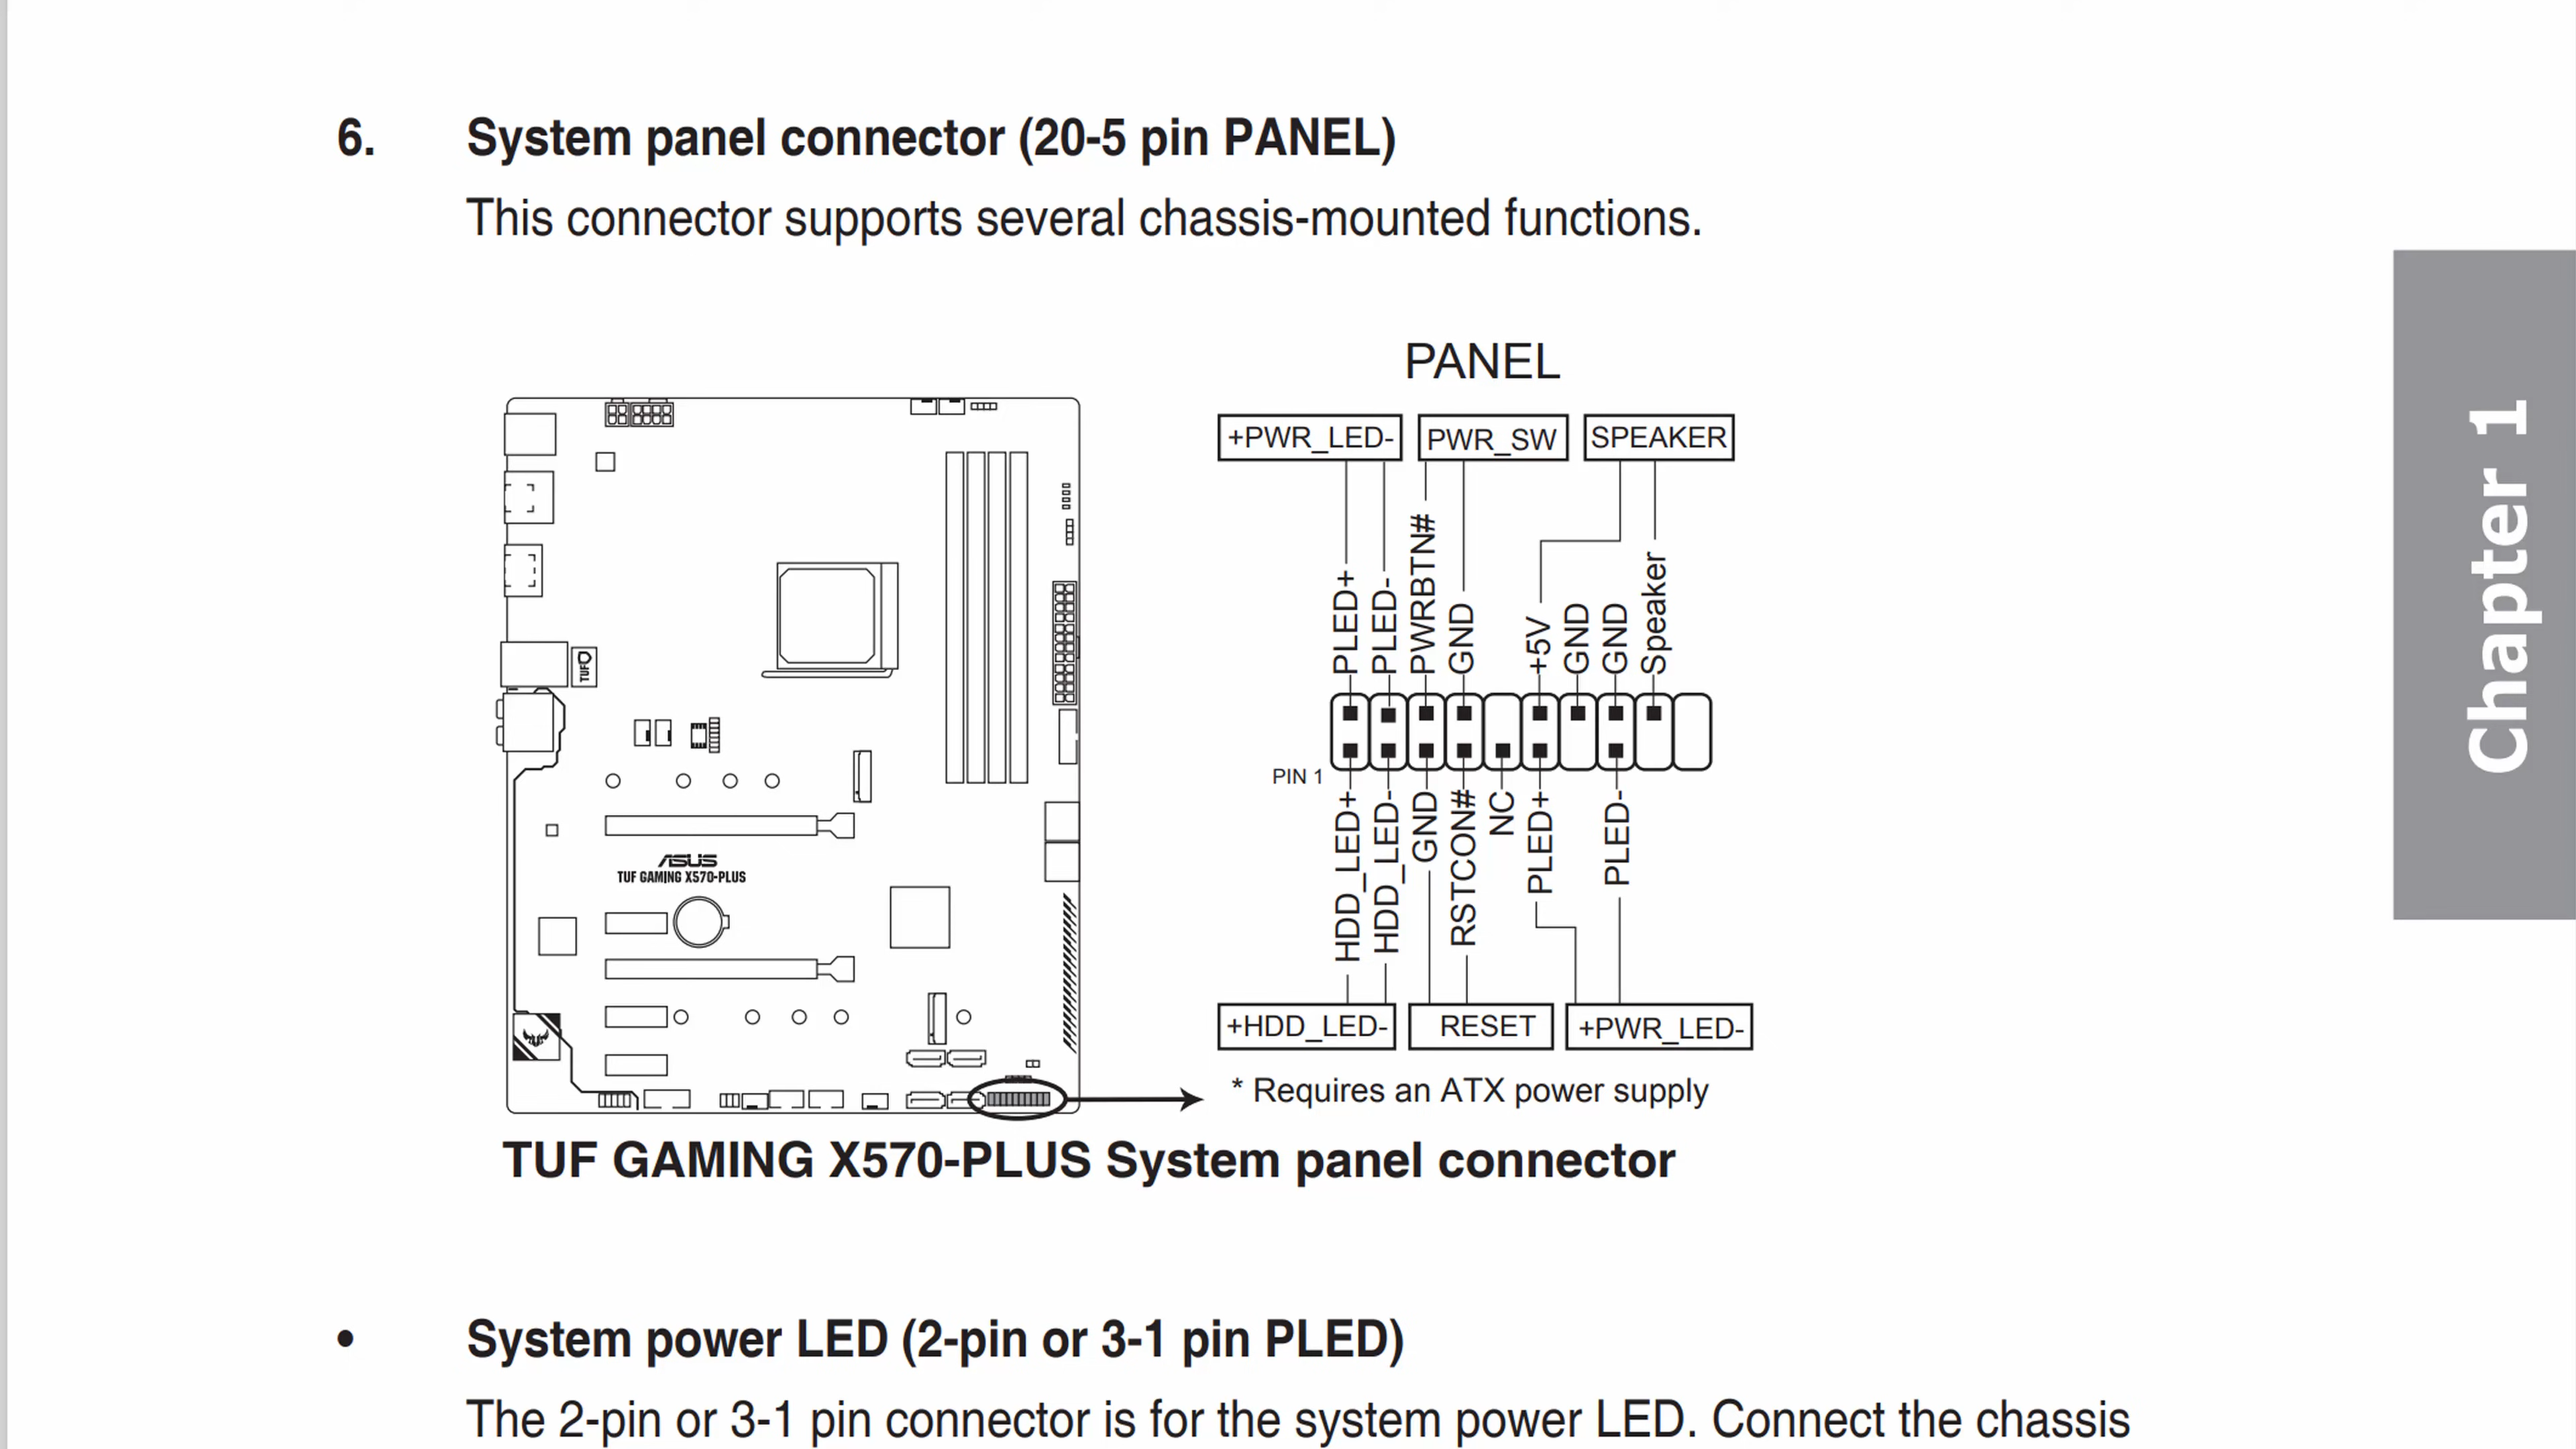 6. System panel connector (20-5 pin PANEL)
This connector supports several chassis-mounted functions.
PANEL
+PWR_LED- PWR_SW SPEAKER
PLED+ PLED- PWRBTN# GND +5V GND GND Speaker
PIN 1
HDD_LED+ HDD_LED- GND RSTCON# NC PLED+ PLED-
+HDD_LED- RESET +PWR_LED-
* Requires an ATX power supply
TUF
ASUS
TUF GAMING X570-PLUS
TUF GAMING X570-PLUS System panel connector
• System power LED (2-pin or 3-1 pin PLED)
The 2-pin or 3-1 pin connector is for the system power LED. Connect the chassis
Chapter 1